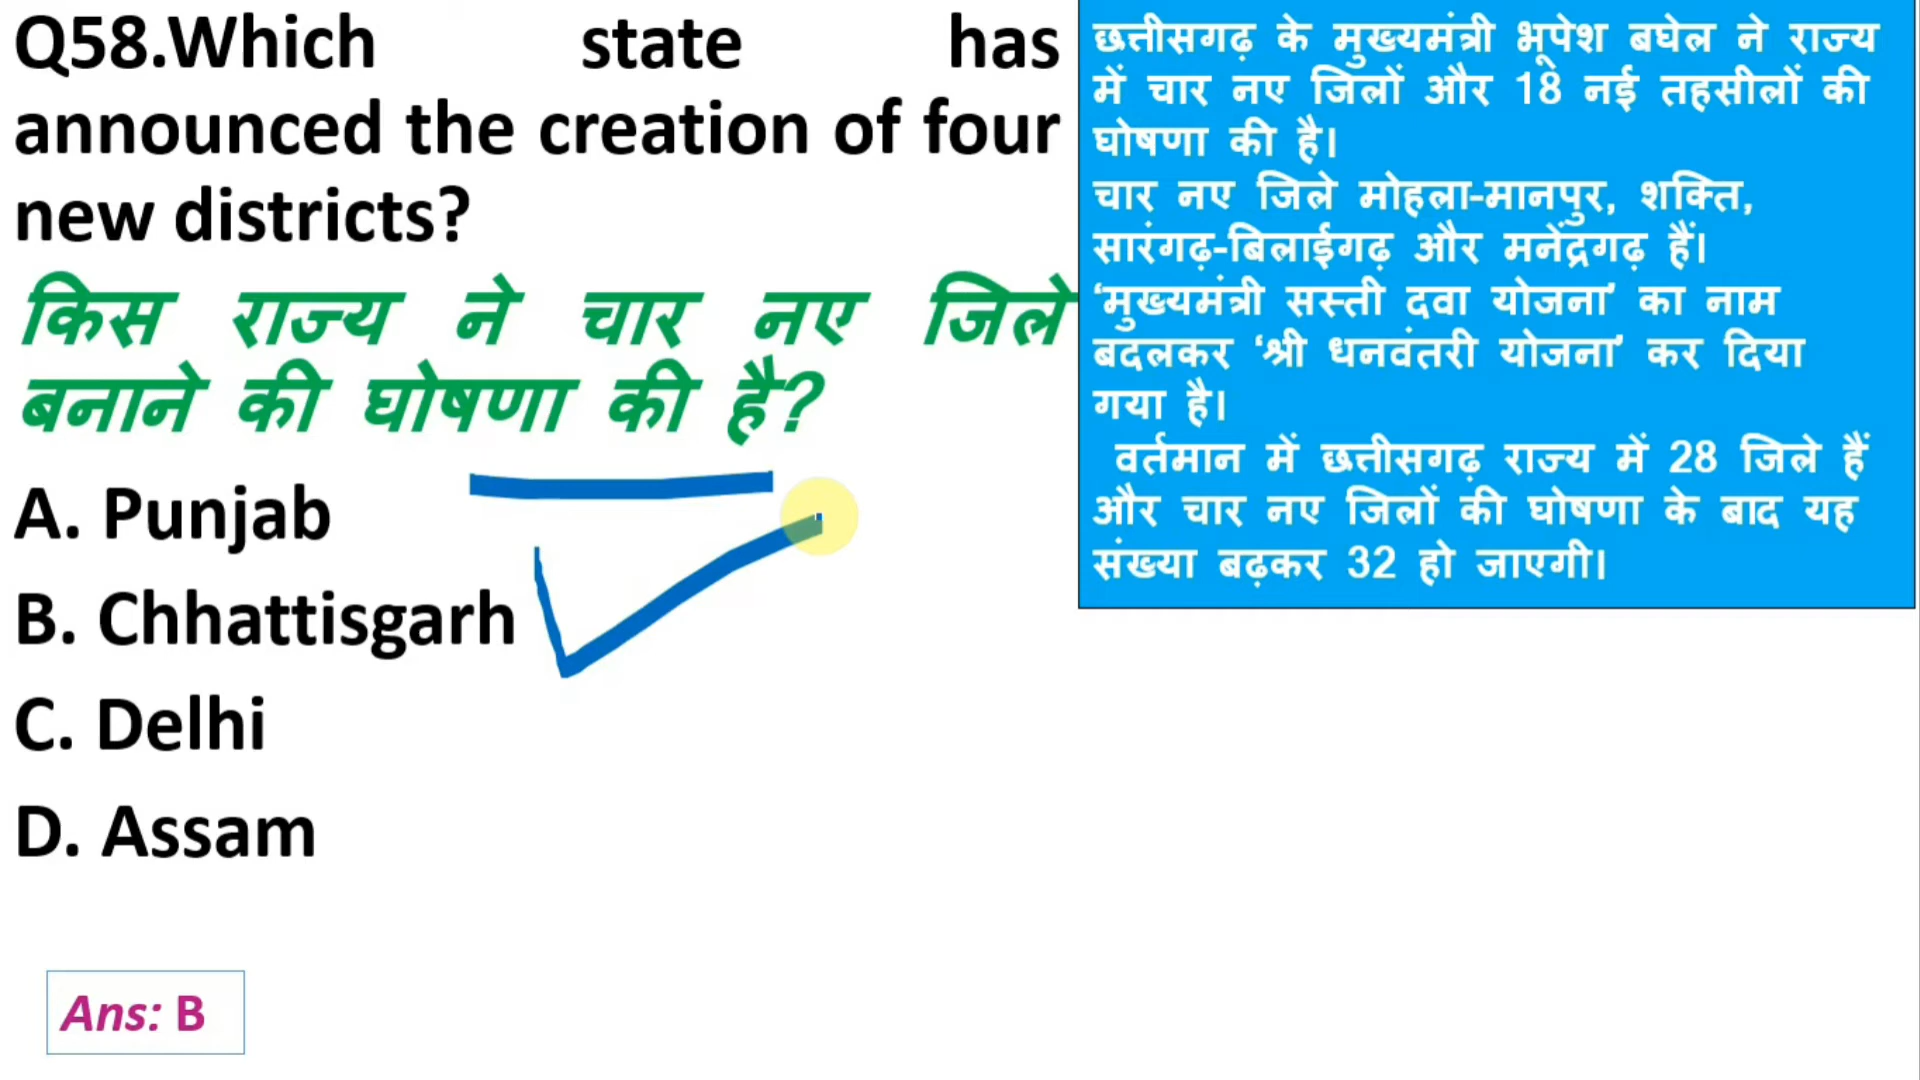 Q58.Which state has
announced the creation of four
new districts?
किस राज्य ने चार नए जिले
बनाने की घोषणा की है?
A. Punjab
B. Chhattisgarh
C. Delhi
D. Assam
Ans: B
छत्तीसगढ़ के मुख्यमंत्री भूपेश बघेल ने राज्य
में चार नए जिलों और 18 नई तहसीलों की
घोषणा की है।
चार नए जिले मोहला-मानपुर, शक्ति,
सारंगढ़-बिलाईगढ़ और मनेंद्रगढ़ हैं।
‘मुख्यमंत्री सस्ती दवा योजना’ का नाम
बदलकर ‘श्री धनवंतरी योजना’ कर दिया
गया है।
वर्तमान में छत्तीसगढ़ राज्य में 28 जिले हैं
और चार नए जिलों की घोषणा के बाद यह
संख्या बढ़कर 32 हो जाएगी।